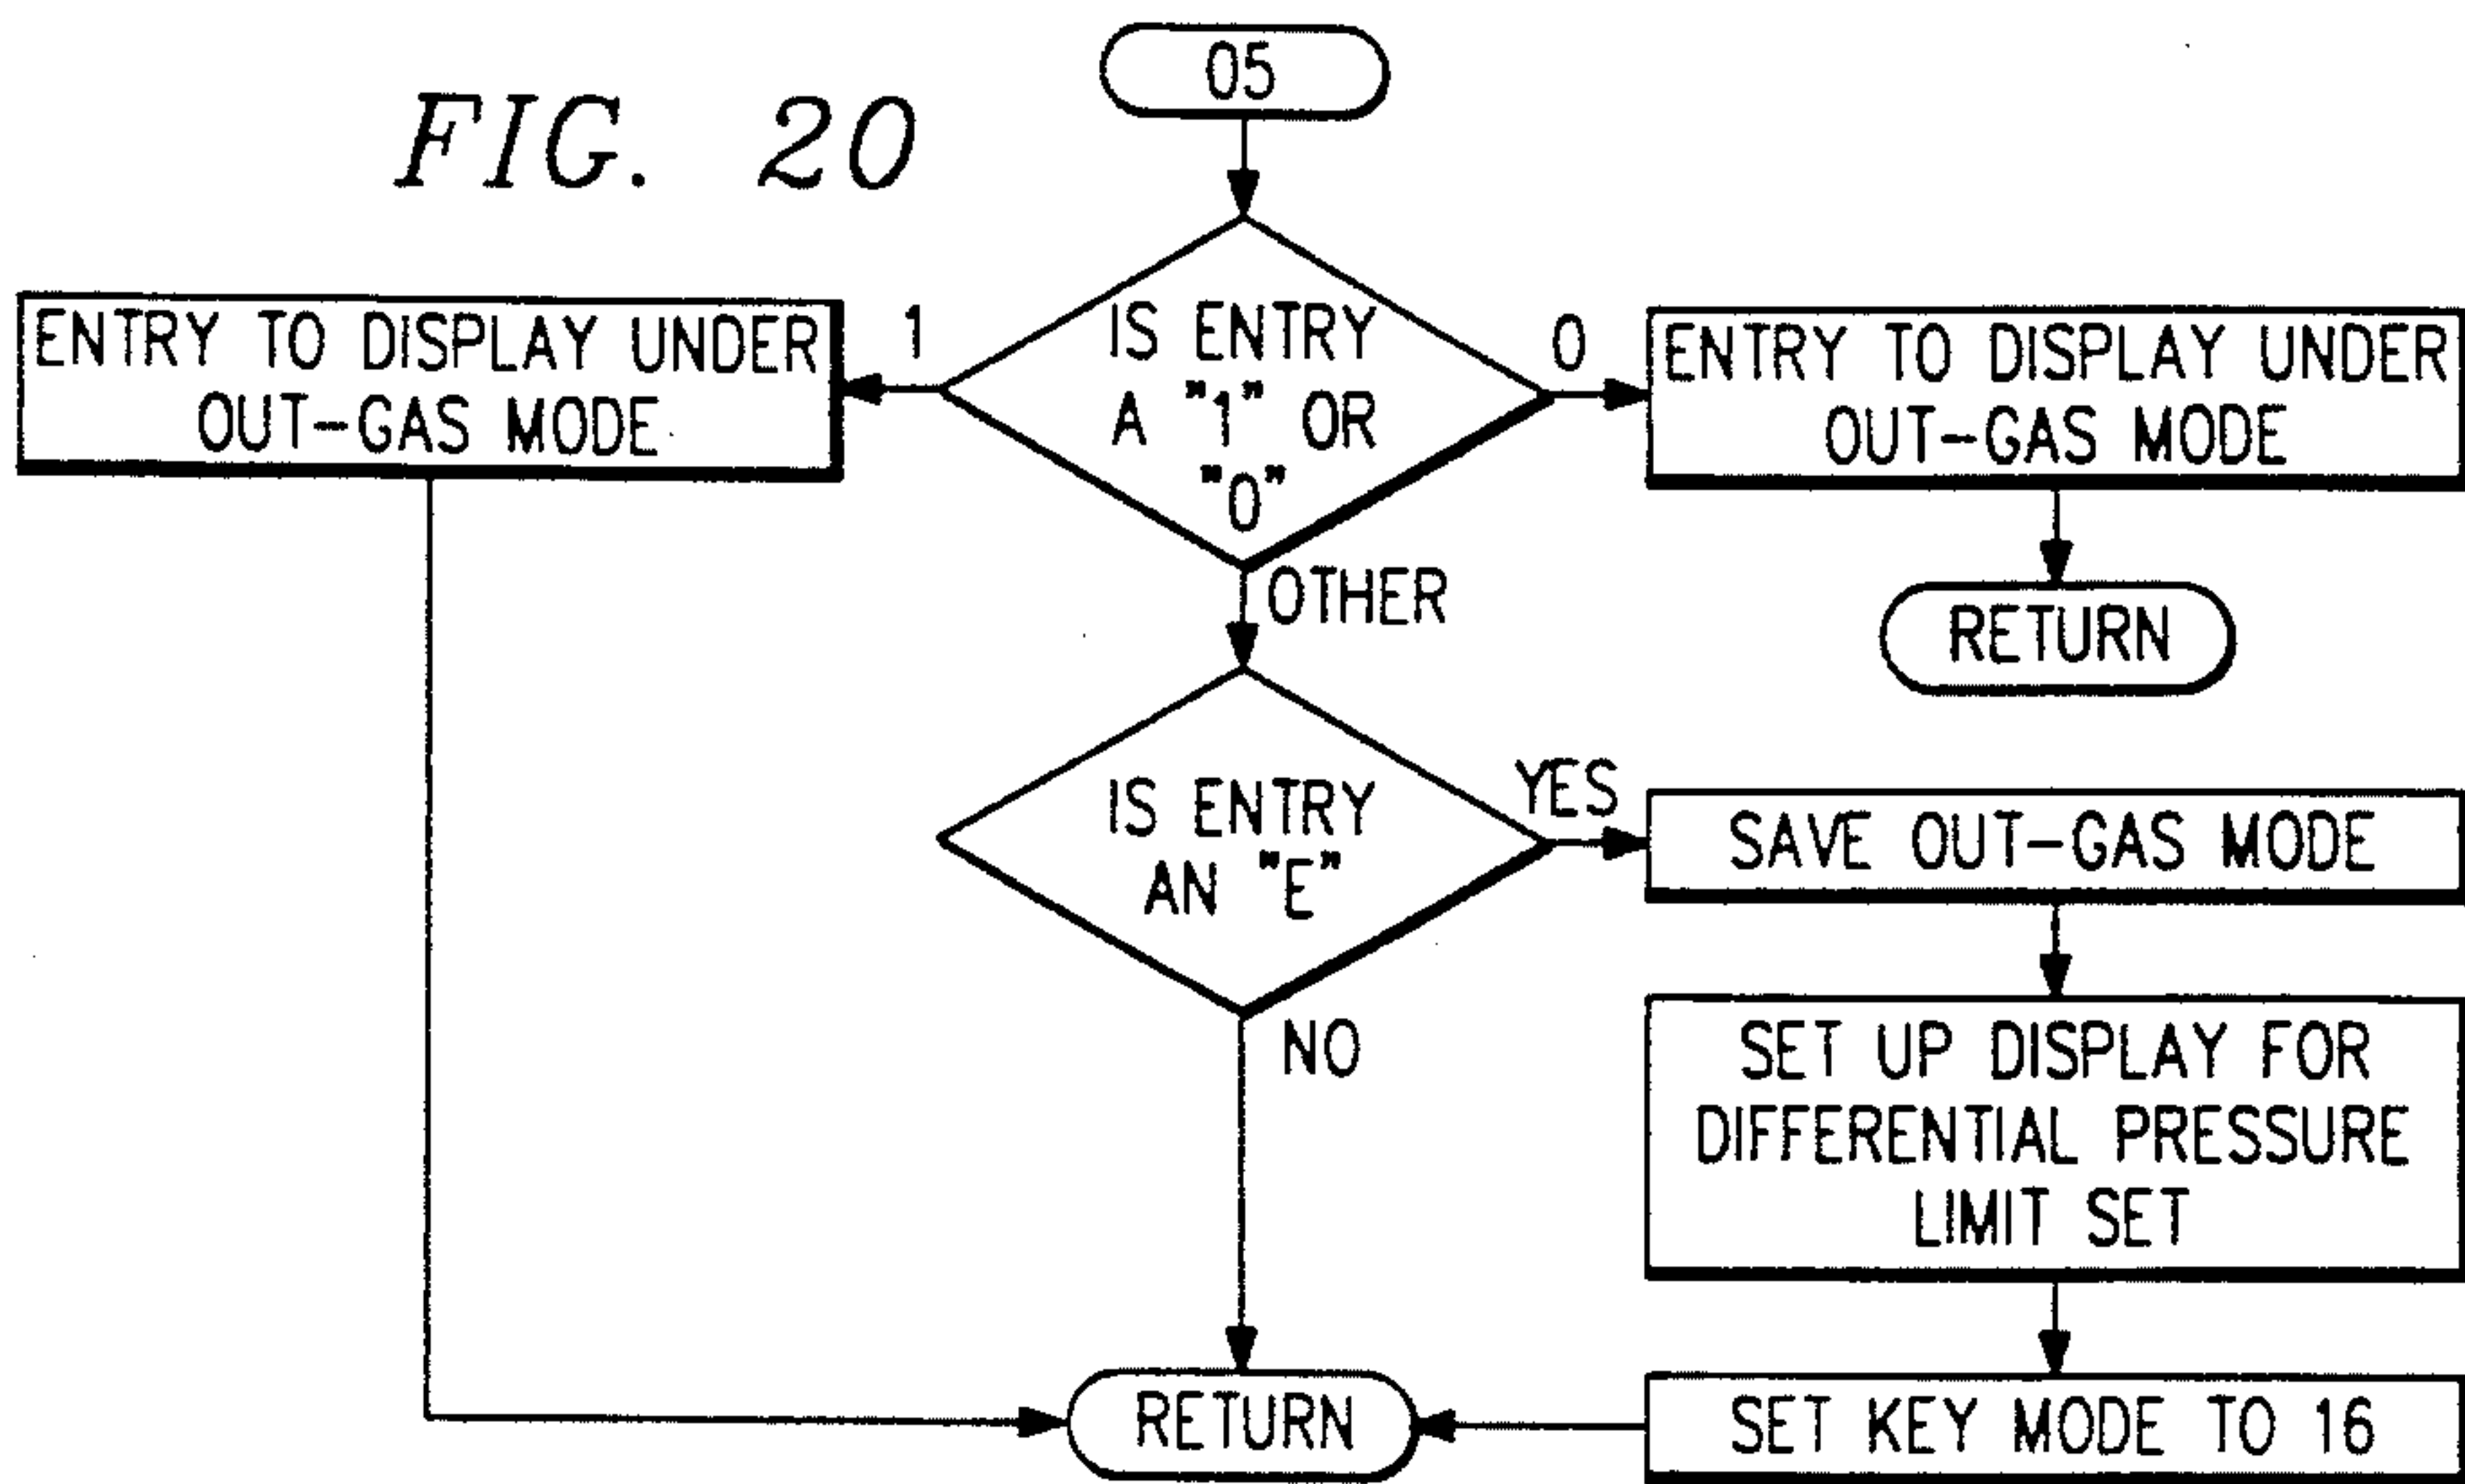 05
FIG. 20
IS ENTRY
A "1" OR
"0"
1
ENTRY TO DISPLAY UNDER
OUT-GAS MODE
0
ENTRY TO DISPLAY UNDER
OUT-GAS MODE
RETURN
OTHER
IS ENTRY
AN "E"
YES
SAVE OUT-GAS MODE
SET UP DISPLAY FOR
DIFFERENTIAL PRESSURE
LIMIT SET
NO
RETURN
SET KEY MODE TO 16